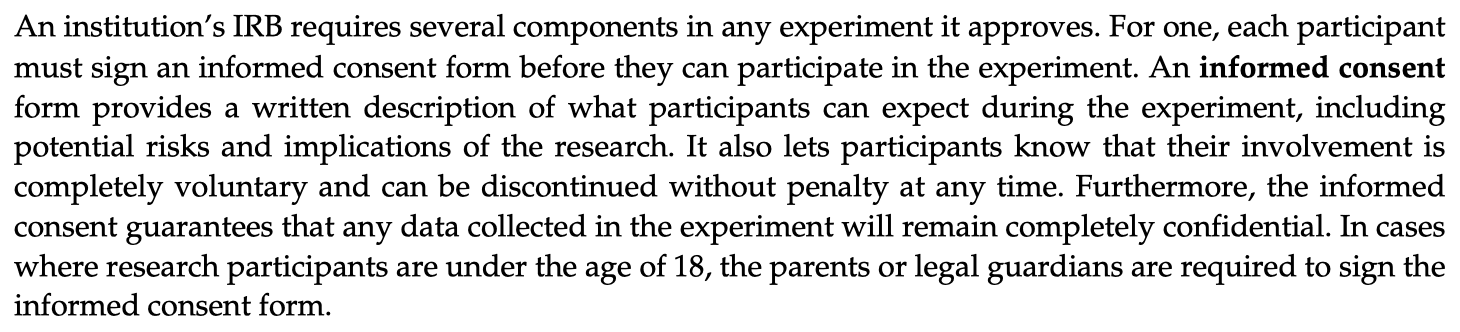 An institution’s IRB requires several components in any experiment it approves. For one, each participant
must sign an informed consent form before they can participate in the experiment. An informed consent
form provides a written description of what participants can expect during the experiment, including
potential risks and implications of the research. It also lets participants know that their involvement is
completely voluntary and can be discontinued without penalty at any time. Furthermore, the informed
consent guarantees that any data collected in the experiment will remain completely confidential. In cases
where research participants are under the age of 18, the parents or legal guardians are required to sign the
informed consent form.